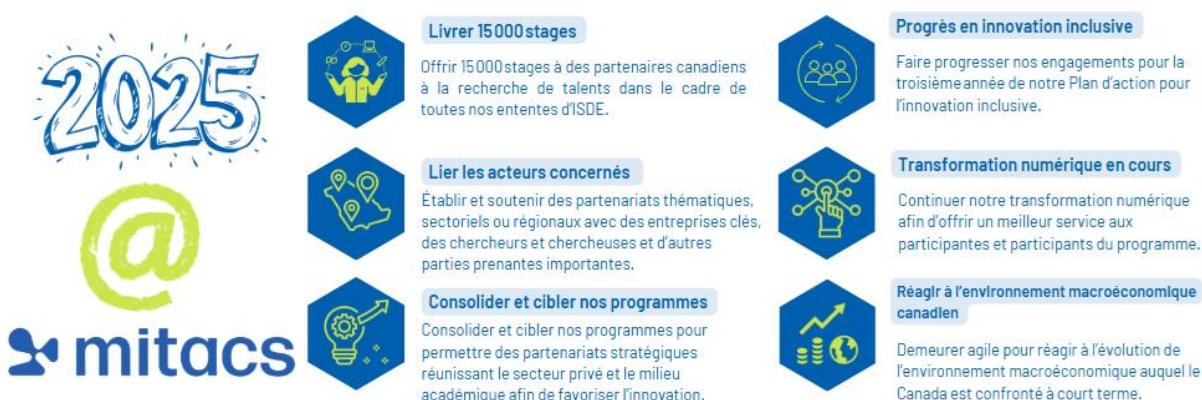 2025
@
mitacs
Livrer 15 000 stages
Offrir 15 000 stages à des partenaires canadiens
à la recherche de talents dans le cadre de
toutes nos ententes d'ISDE.
Lier les acteurs concernés
Établir et soutenir des partenariats thématiques,
sectoriels ou régionaux avec des entreprises clés,
des chercheurs et chercheuses et d'autres
parties prenantes importantes.
Consolider et cibler nos programmes
Consolider et cibler nos programmes pour
permettre des partenariats stratégiques
réunissant le secteur privé et le milieu
académique afin de favoriser l'innovation.
Progrès en innovation inclusive
Faire progresser nos engagements pour la
troisième année de notre Plan d'action pour
l'innovation inclusive.
Transformation numérique en cours
Continuer notre transformation numérique
afin d'offrir un meilleur service aux
participantes et participants du programme.
Réagir à l'environnement macroéconomique
canadien
Demeurer agile pour réagir à l'évolution de
l'environnement macroéconomique auquel le
Canada est confronté à court terme.